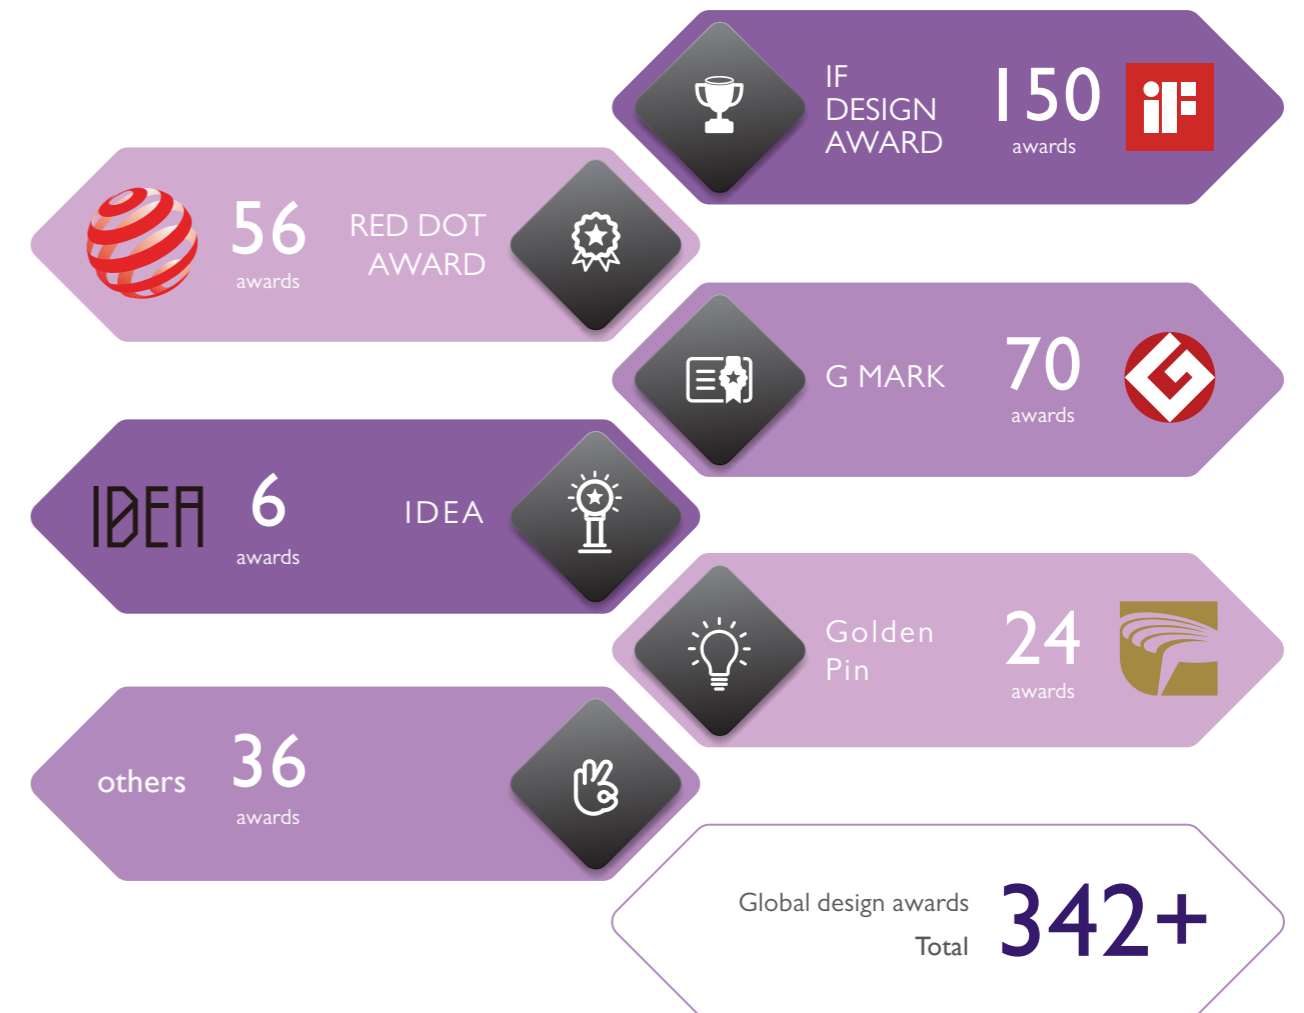 IF
DESIGN
AWARD
150
awards
iF
56
awards
RED DOT
AWARD
G MARK
70
awards
IDEA
6
awards
IDEA
Golden
Pin
24
awards
others
36
awards
Global design awards
Total
342+